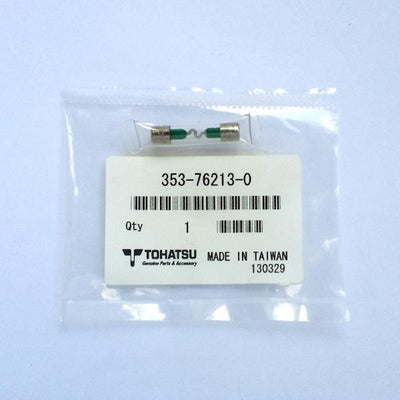 353-76213-0
Qty 1
TOHATSU
Genuine Parts & Accessory
MADE IN TAIWAN
130329